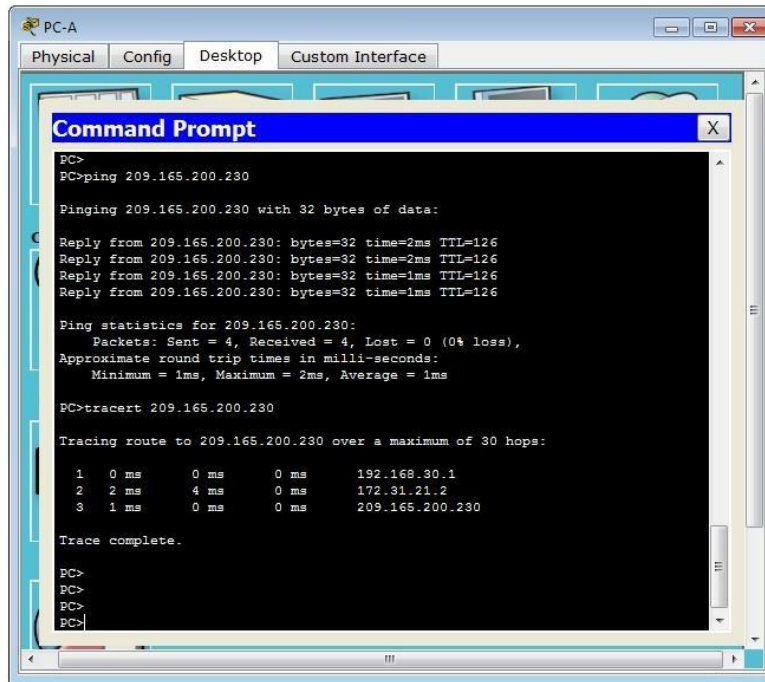 PC-A
Physical Config Desktop Custom Interface
Command Prompt X
PC>
PC>ping 209.165.200.230
Pinging 209.165.200.230 with 32 bytes of data:
Reply from 209.165.200.230: bytes=32 time=2ms TTL=126
Reply from 209.165.200.230: bytes=32 time=2ms TTL=126
Reply from 209.165.200.230: bytes=32 time=1ms TTL=126
Reply from 209.165.200.230: bytes=32 time=1ms TTL=126
Ping statistics for 209.165.200.230:
Packets: Sent = 4, Received = 4, Lost = 0 (0% loss),
Approximate round trip times in milli-seconds:
Minimum = 1ms, Maximum = 2ms, Average = 1ms
PC>tracert 209.165.200.230
Tracing route to 209.165.200.230 over a maximum of 30 hops:
1 0 ms 0 ms 0 ms 192.168.30.1
2 2 ms 4 ms 0 ms 172.31.21.2
3 1 ms 0 ms 0 ms 209.165.200.230
Trace complete.
PC>
PC>
PC>
PC>